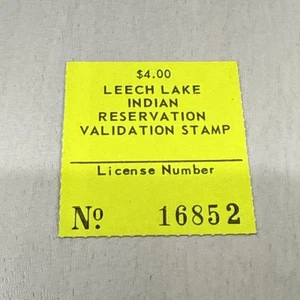 $4.00
LEECH LAKE
INDIAN
RESERVATION
VALIDATION STAMP
License Number
Nº 16852